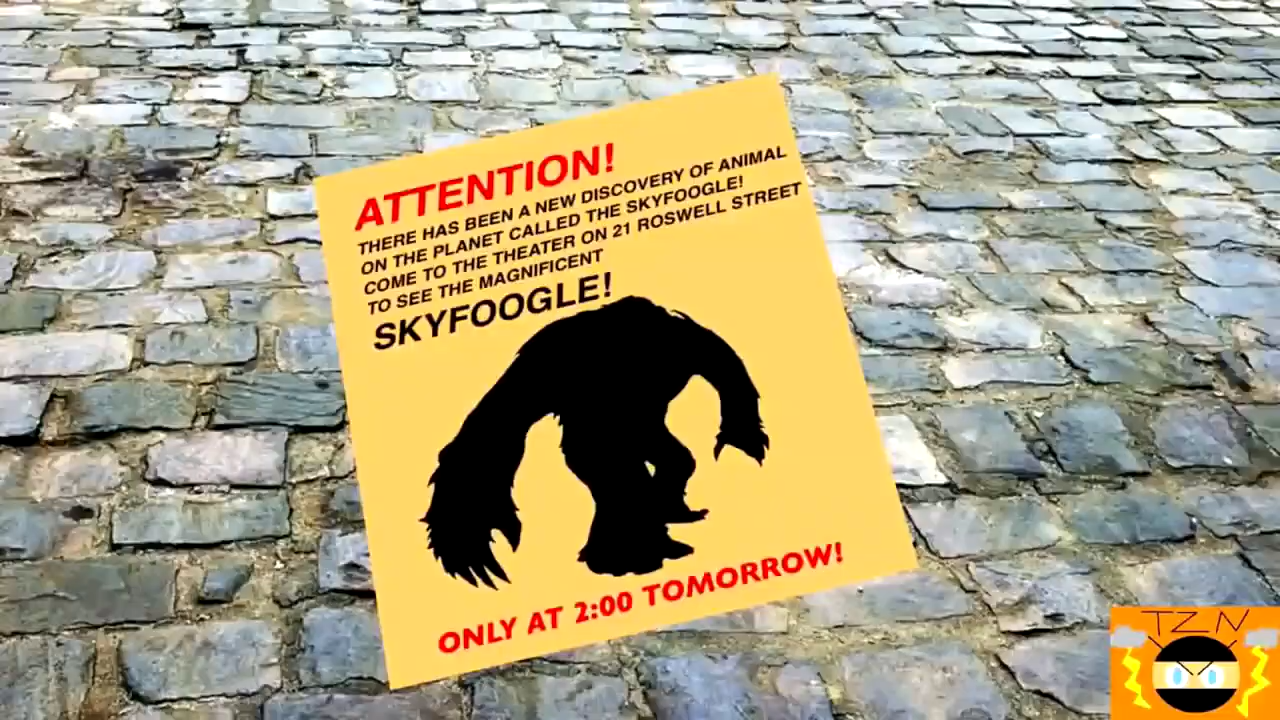 ATTENTION!
THERE HAS BEEN A NEW DISCOVERY OF ANIMAL
ON THE PLANET CALLED THE SKYFOOGLE!
COME TO THE THEATER ON 21 ROSWELL STREET
TO SEE THE MAGNIFICENT
SKYFOOGLE!
ONLY AT 2:00 TOMORROW!
TZN